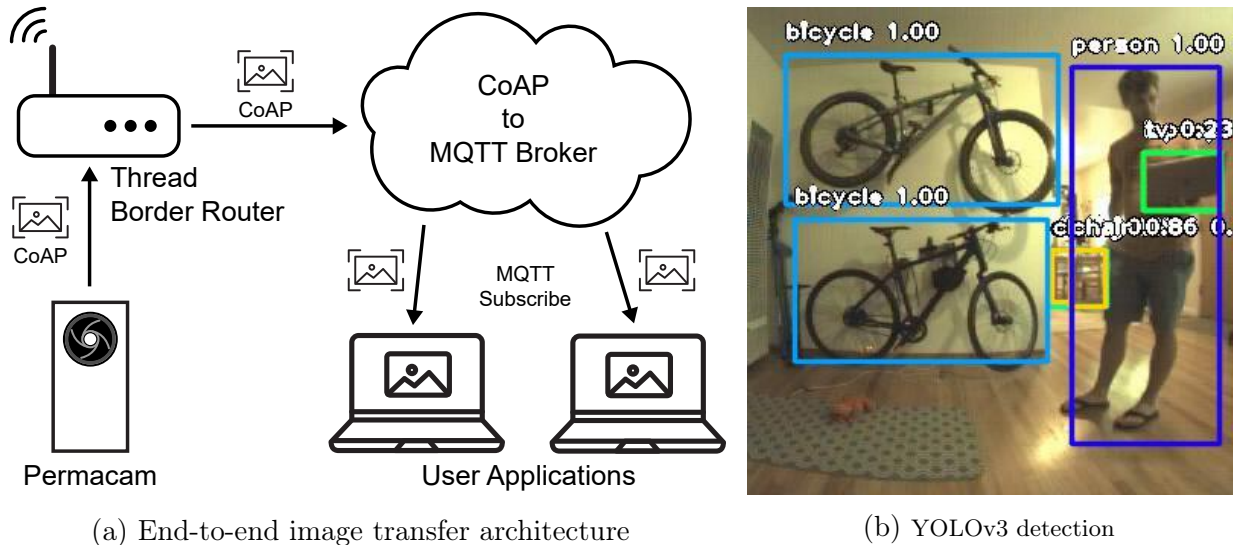 CoAP
CoAP
to
MQTT Broker
Thread
Border Router
CoAP
MQTT
Subscribe
Permacam
User Applications
(a) End-to-end image transfer architecture
bicycle 1.00
person 1.00
bicycle 1.00
(b) YOLOv3 detection